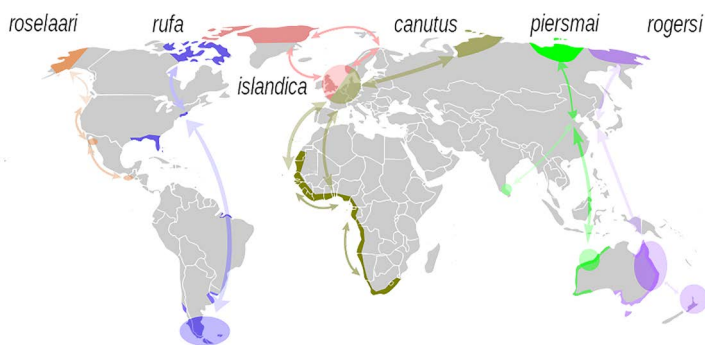 roselaari
rufa
canutus
piersmai
rogersi
islandica